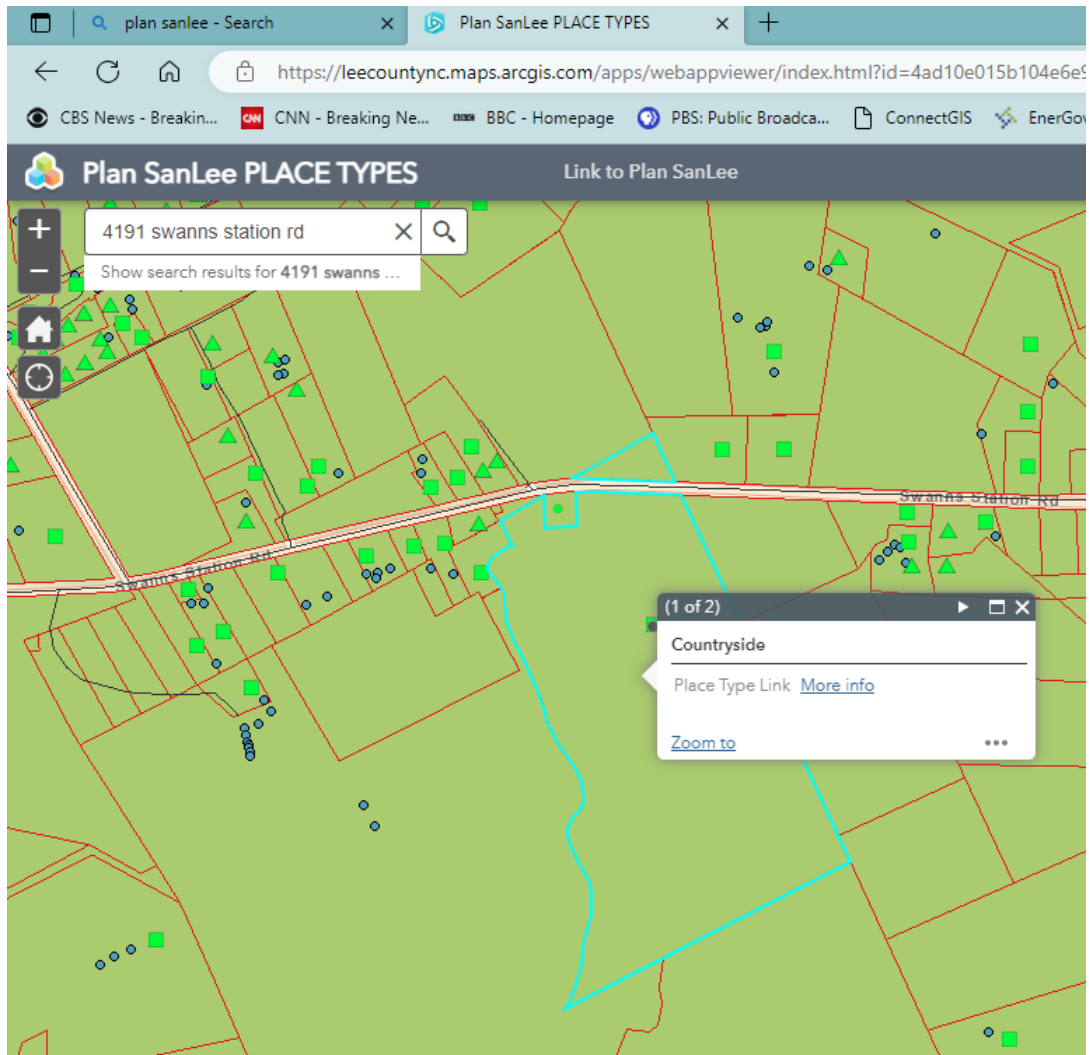 plan sanlee - Search
Plan SanLee PLACE TYPES
https://leecountync.maps.arcgis.com/apps/webappviewer/index.html?id=4ad10e015b104e6e9
CBS News - Breakin... CNN CNN - Breaking Ne... BBC BBC - Homepage PBS: Public Broadca... ConnectGIS EnerGov
Plan SanLee PLACE TYPES Link to Plan SanLee
4191 swanns station rd
Show search results for 4191 swanns ...
Swanns Station Rd
Swanns Station Rd
(1 of 2)
Countryside
Place Type Link More info
Zoom to